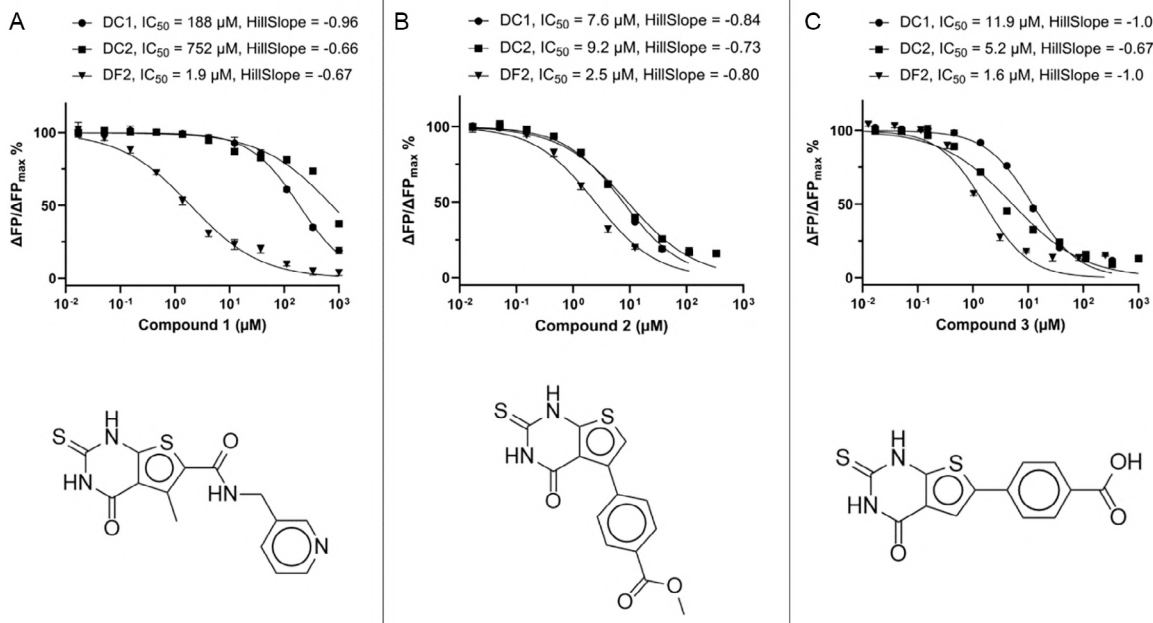 A
DC1, IC50 = 188 µM, HillSlope = -0.96
DC2, IC50 = 752 µM, HillSlope = -0.66
DF2, IC50 = 1.9 µM, HillSlope = -0.67
ΔFP/ΔFPmax %
100
50
0
10-2 10-1 100 101 102 103
Compound 1 (µM)
H
S NH S O
NH HN
O N
B
DC1, IC50 = 7.6 µM, HillSlope = -0.84
DC2, IC50 = 9.2 µM, HillSlope = -0.73
DF2, IC50 = 2.5 µM, HillSlope = -0.80
ΔFP/ΔFPmax %
100
50
0
10-2 10-1 100 101 102 103
Compound 2 (µM)
H
S N S
NH
O
O
O
C
DC1, IC50 = 11.9 µM, HillSlope = -1.0
DC2, IC50 = 5.2 µM, HillSlope = -0.67
DF2, IC50 = 1.6 µM, HillSlope = -1.0
ΔFP/ΔFPmax %
100
50
0
10-2 10-1 100 101 102 103
Compound 3 (µM)
H
S N S OH
NH O
O